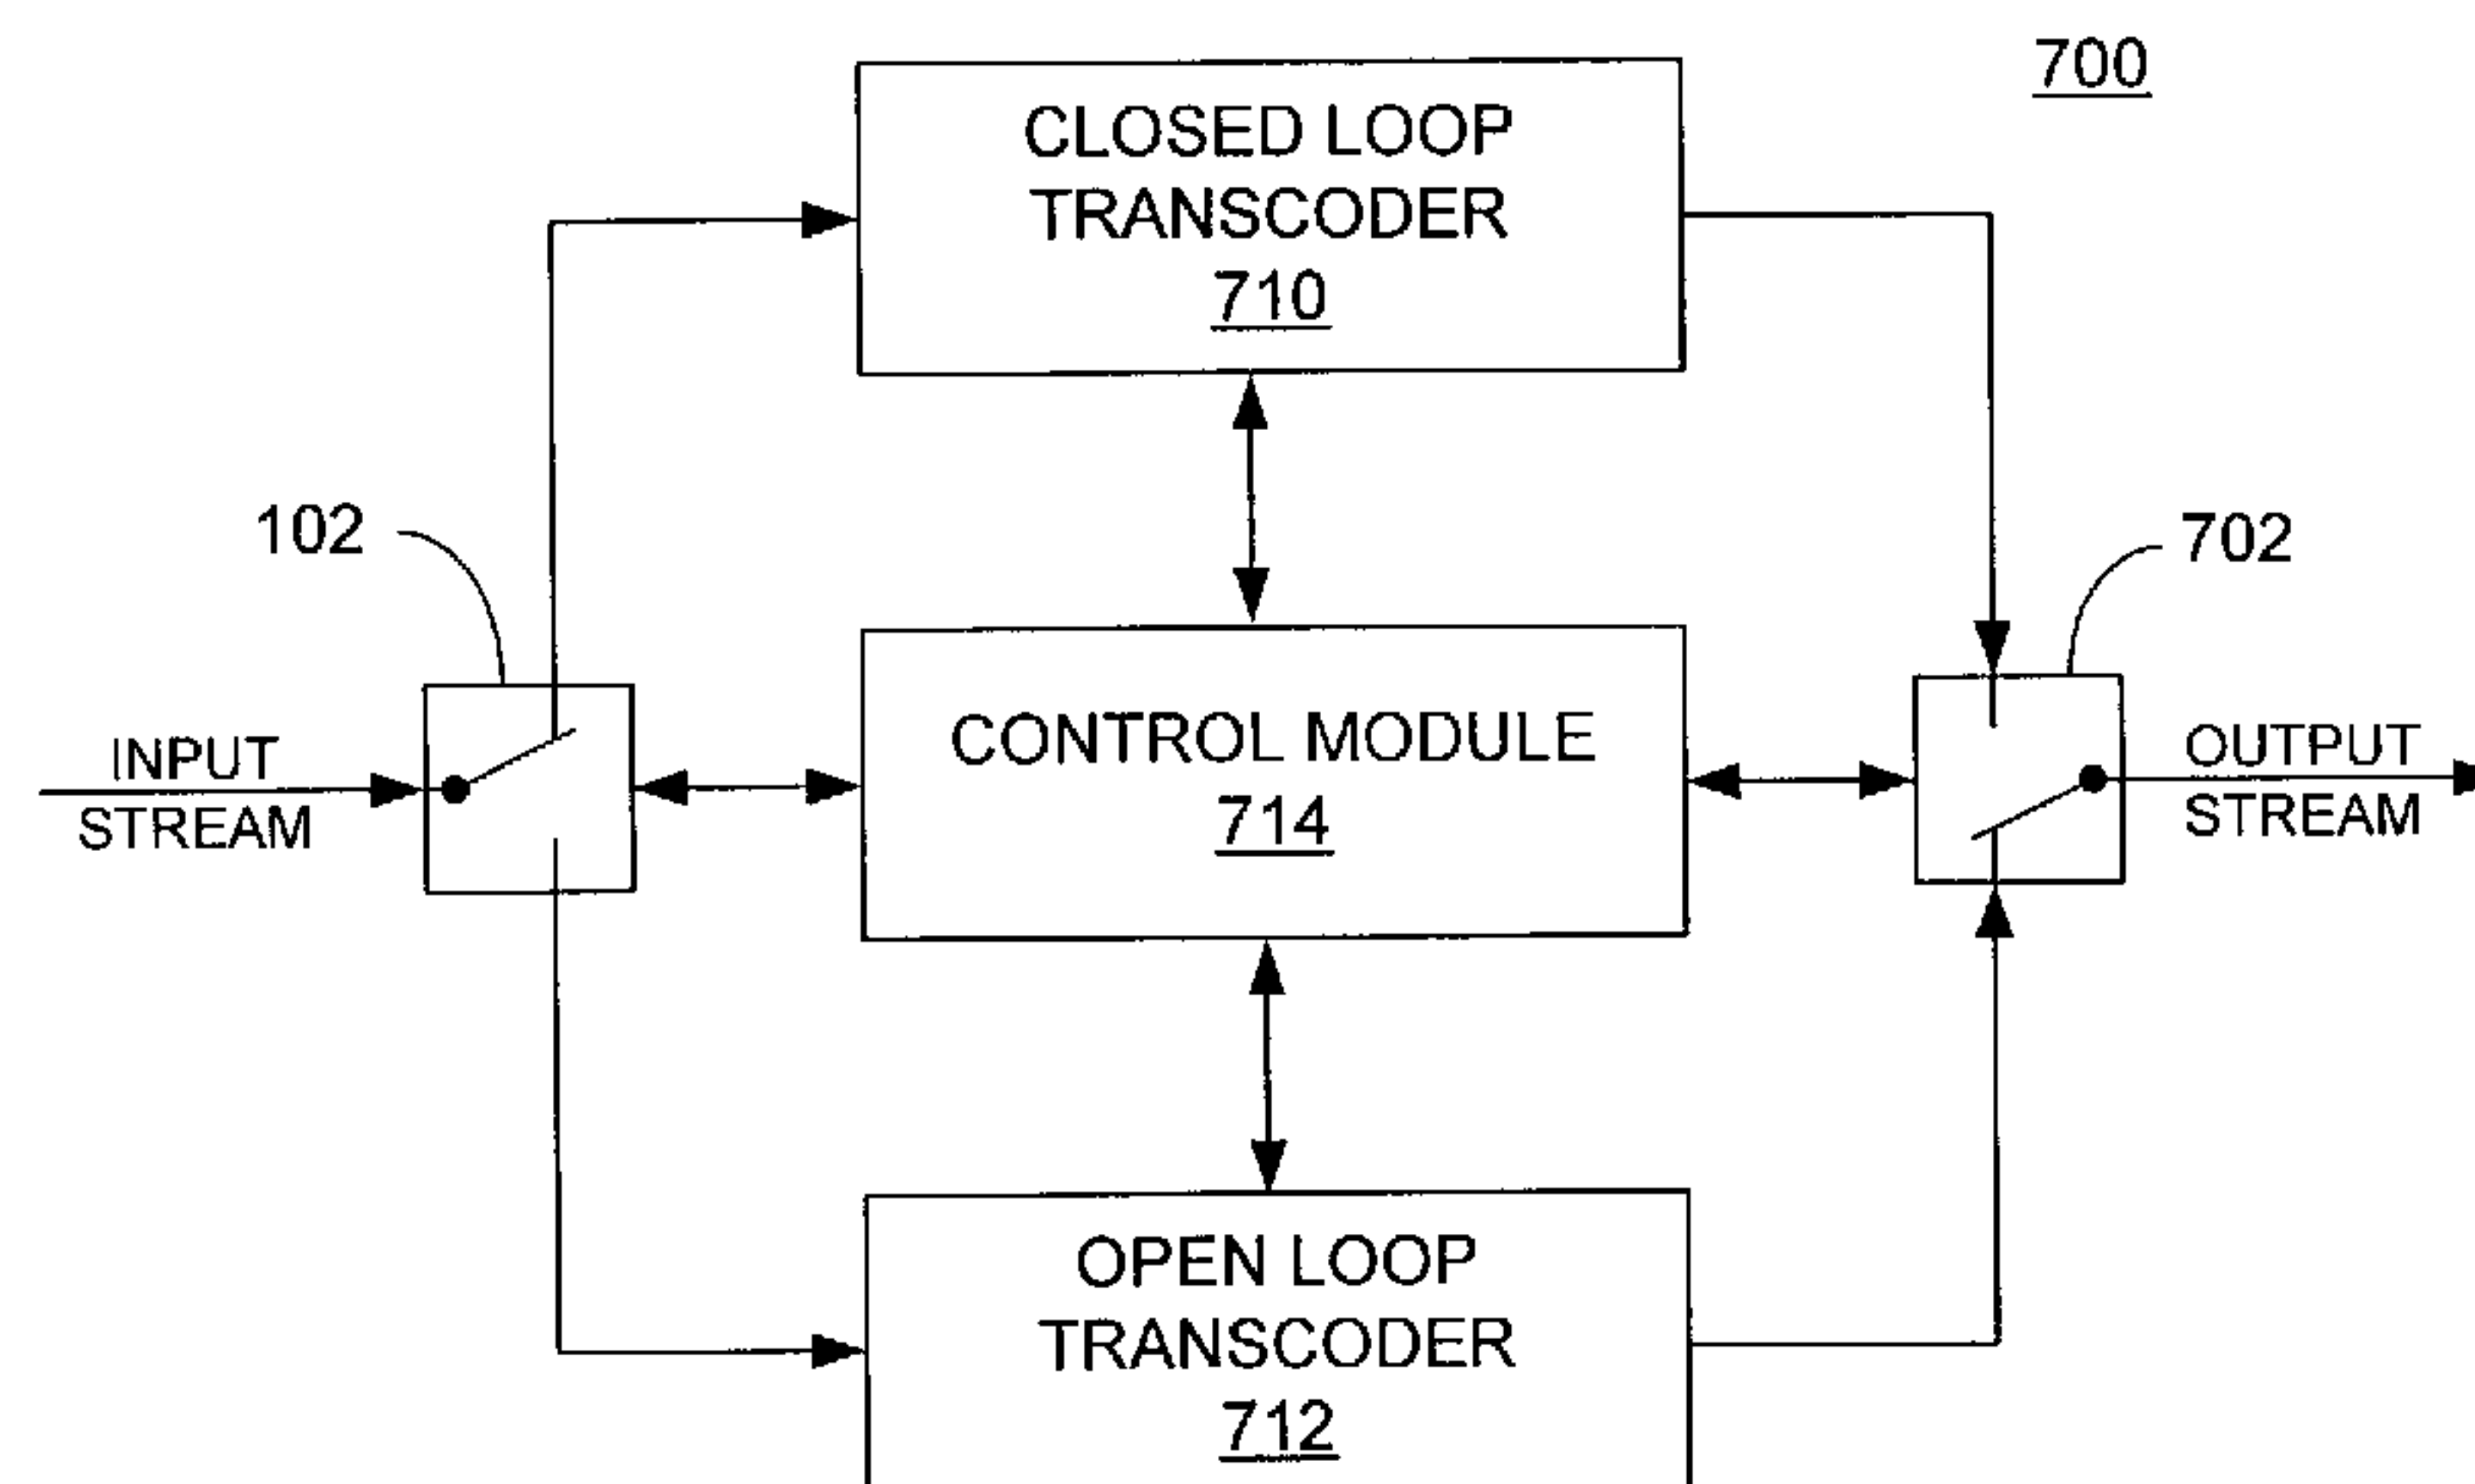 700
CLOSED LOOP
TRANSCODER
710
102
702
INPUT
STREAM
CONTROL MODULE
714
OUTPUT
STREAM
OPEN LOOP
TRANSCODER
712